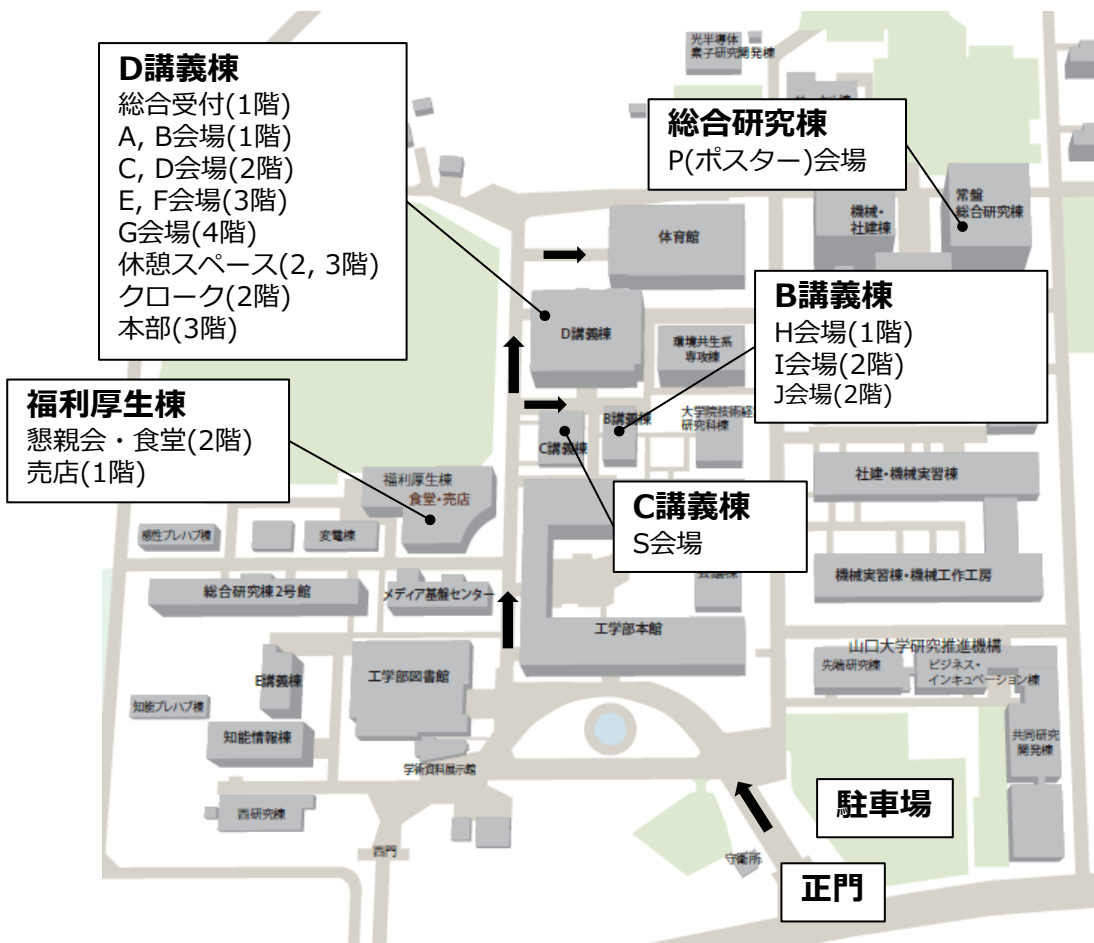 D講義棟
総合受付(1階)
A, B会場(1階)
C, D会場(2階)
E, F会場(3階)
G会場(4階)
休憩スペース(2, 3階)
クローク(2階)
本部(3階)
光半導体
素子研究開発棟
総合研究棟
P(ポスター)会場
常盤
総合研究棟
機械・
社建棟
体育館
B講義棟
H会場(1階)
I会場(2階)
J会場(2階)
D講義棟
環境共生系
専攻棟
福利厚生棟
懇親会・食堂(2階)
売店(1階)
C講義棟
B講義棟
大学院技術経
研究科棟
福利厚生棟
食堂・売店
社建・機械実習棟
C講義棟
S会場
感性プレハブ棟
変電棟
総合研究棟2号館
メディア基盤センター
機械実習棟・機械工作工房
工学部本館
山口大学研究推進機構
先端研究棟
ビジネス・
インキュベーション棟
E講義棟
工学部図書館
知能プレハブ棟
知能情報棟
学術資料展示館
共同研究
開発棟
西研究棟
駐車場
西門
守衛所
正門